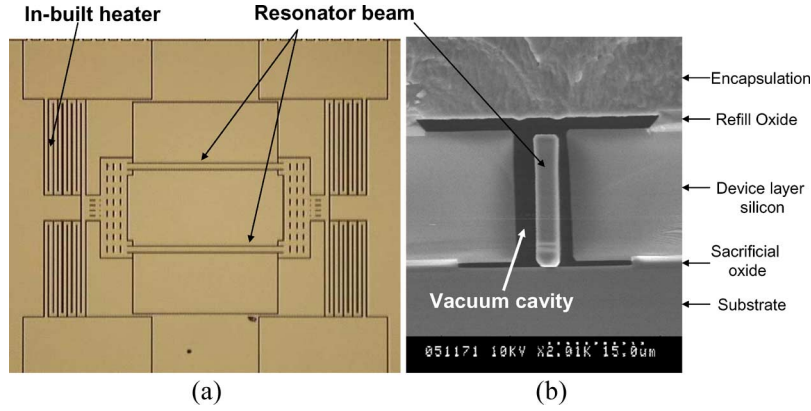 In-built heater
Resonator beam
Encapsulation
Refill Oxide
Device layer
silicon
Sacrificial
oxide
Vacuum cavity
Substrate
051171 10KV X2.01K 15.0um
(a)
(b)